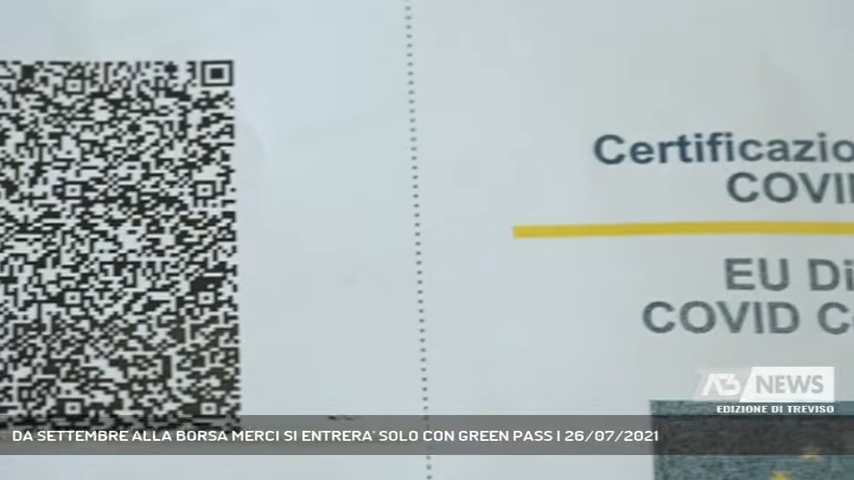 Certificazio
COVI
EU Di
COVID C
A3 NEWS
EDIZIONE DI TREVISO
DA SETTEMBRE ALLA BORSA MERCI SI ENTRERA' SOLO CON GREEN PASS | 26/07/2021